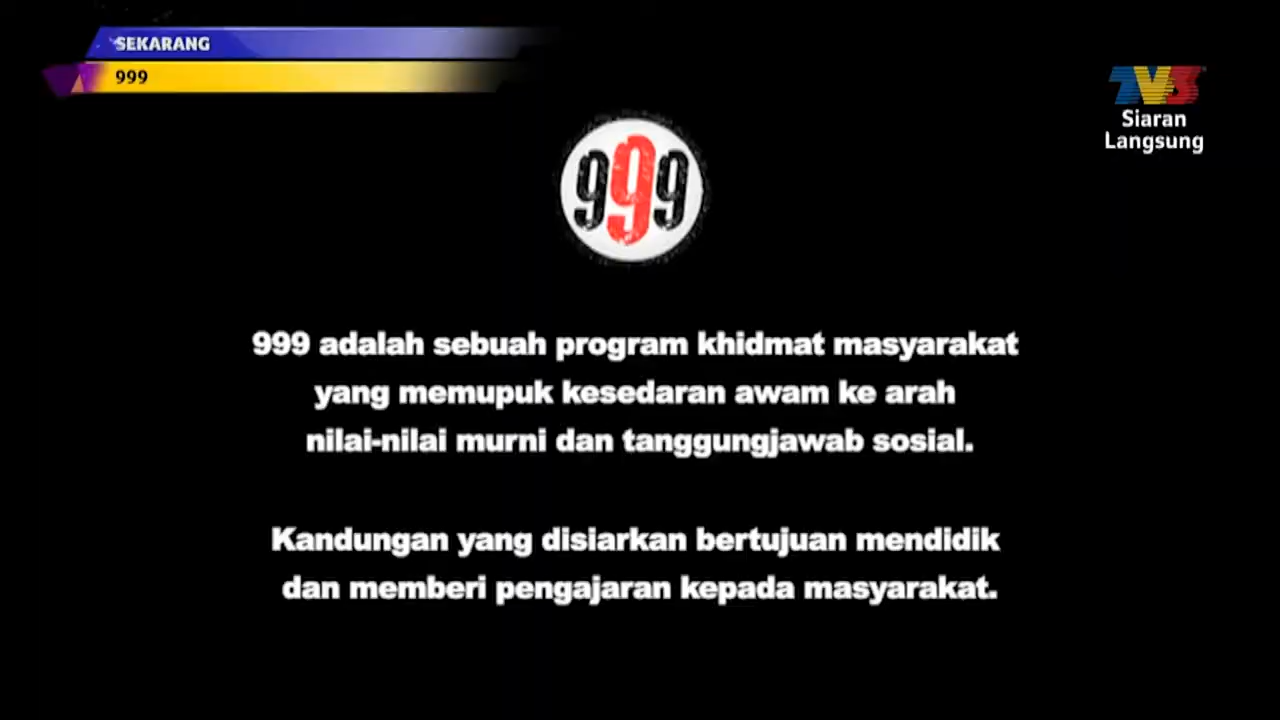 SEKARANG
999
TV3
Siaran
Langsung
999
999 adalah sebuah program khidmat masyarakat
yang memupuk kesedaran awam ke arah
nilai-nilai murni dan tanggungjawab sosial.
Kandungan yang disiarkan bertujuan mendidik
dan memberi pengajaran kepada masyarakat.